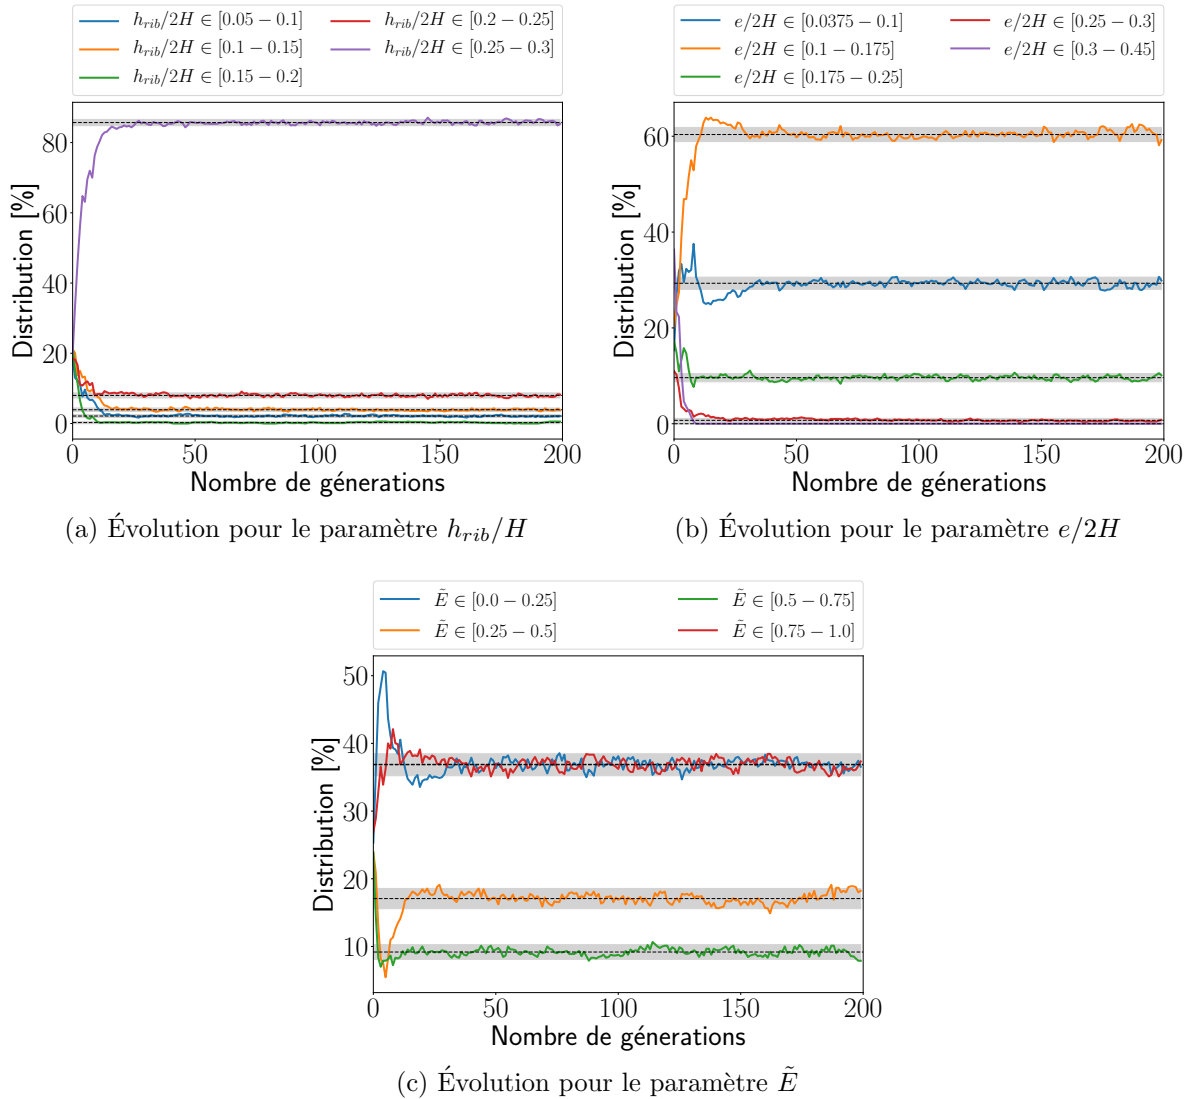 h_rib/2H ∈ [0.05 − 0.1] h_rib/2H ∈ [0.2 − 0.25]
h_rib/2H ∈ [0.1 − 0.15] h_rib/2H ∈ [0.25 − 0.3]
h_rib/2H ∈ [0.15 − 0.2]
80
60
40
20
0
Distribution [%]
0 50 100 150 200
Nombre de génerations
(a) Évolution pour le paramètre h_rib/H
e/2H ∈ [0.0375 − 0.1] e/2H ∈ [0.25 − 0.3]
e/2H ∈ [0.1 − 0.175] e/2H ∈ [0.3 − 0.45]
e/2H ∈ [0.175 − 0.25]
60
40
20
0
Distribution [%]
0 50 100 150 200
Nombre de génerations
(b) Évolution pour le paramètre e/2H
Ẽ ∈ [0.0 − 0.25] Ẽ ∈ [0.5 − 0.75]
Ẽ ∈ [0.25 − 0.5] Ẽ ∈ [0.75 − 1.0]
50
40
30
20
10
Distribution [%]
0 50 100 150 200
Nombre de génerations
(c) Évolution pour le paramètre Ẽ